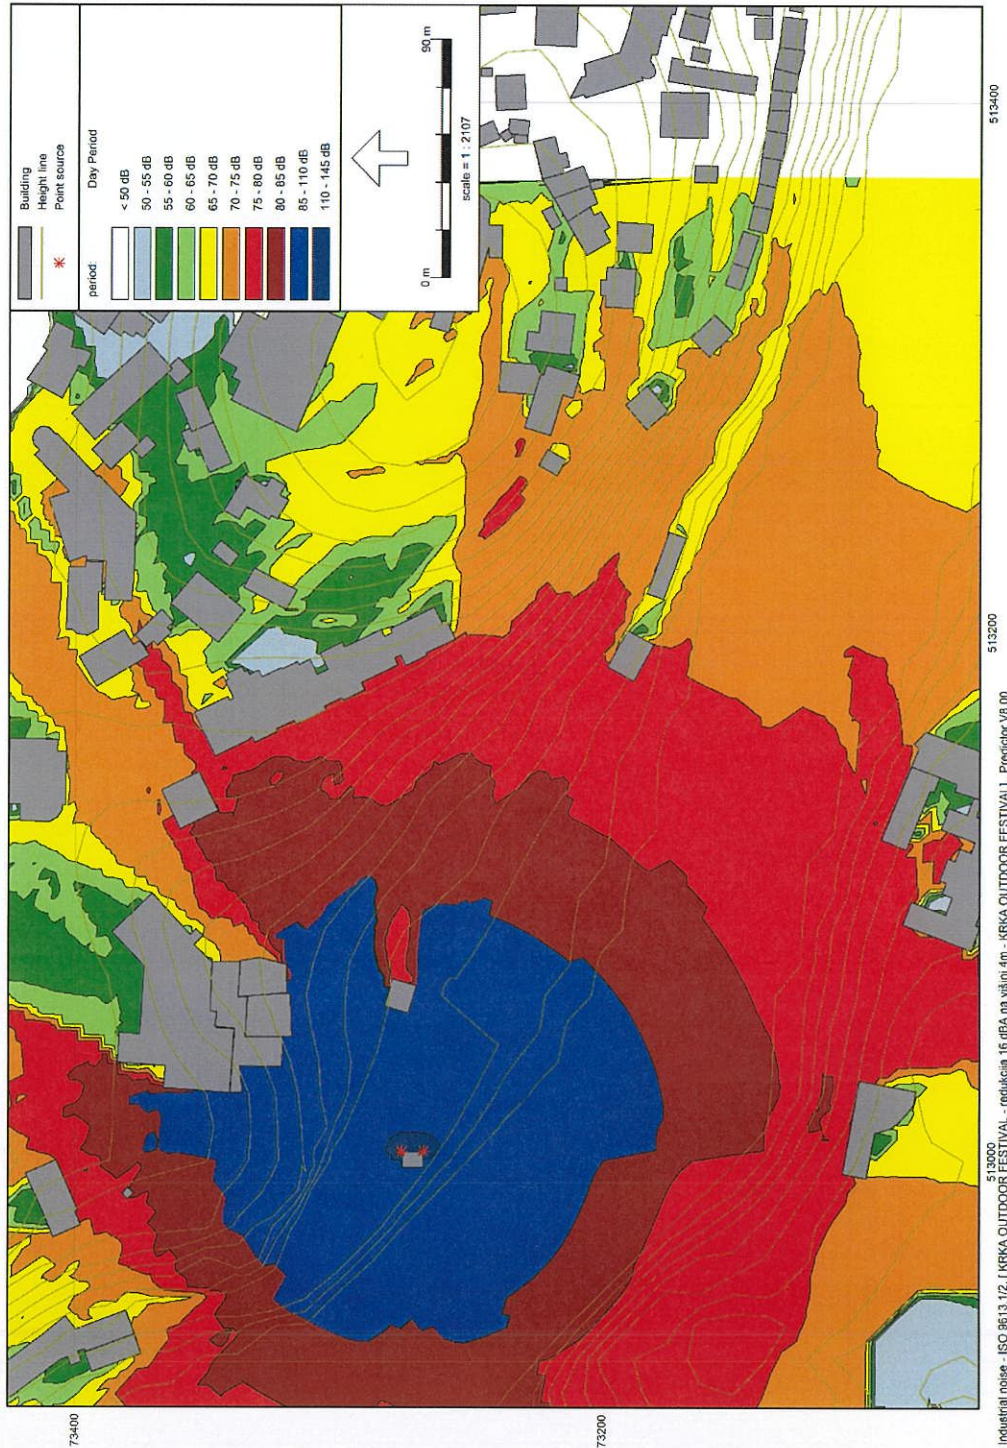 Building
Height line
Point source
period:
Day Period
< 50 dB
50 - 55 dB
55 - 60 dB
60 - 65 dB
65 - 70 dB
70 - 75 dB
75 - 80 dB
80 - 85 dB
85 - 110 dB
110 - 145 dB
0 m
90 m
scale = 1 : 2107
513400
513200
513000
73400
73200
Industrial noise - ISO 9613.1/2, [ KRKA OUTDOOR FESTIVAL - redukcija 16 dBA na višini 4m - KRKA OUTDOOR FESTIVAL] , Predictor V8.00